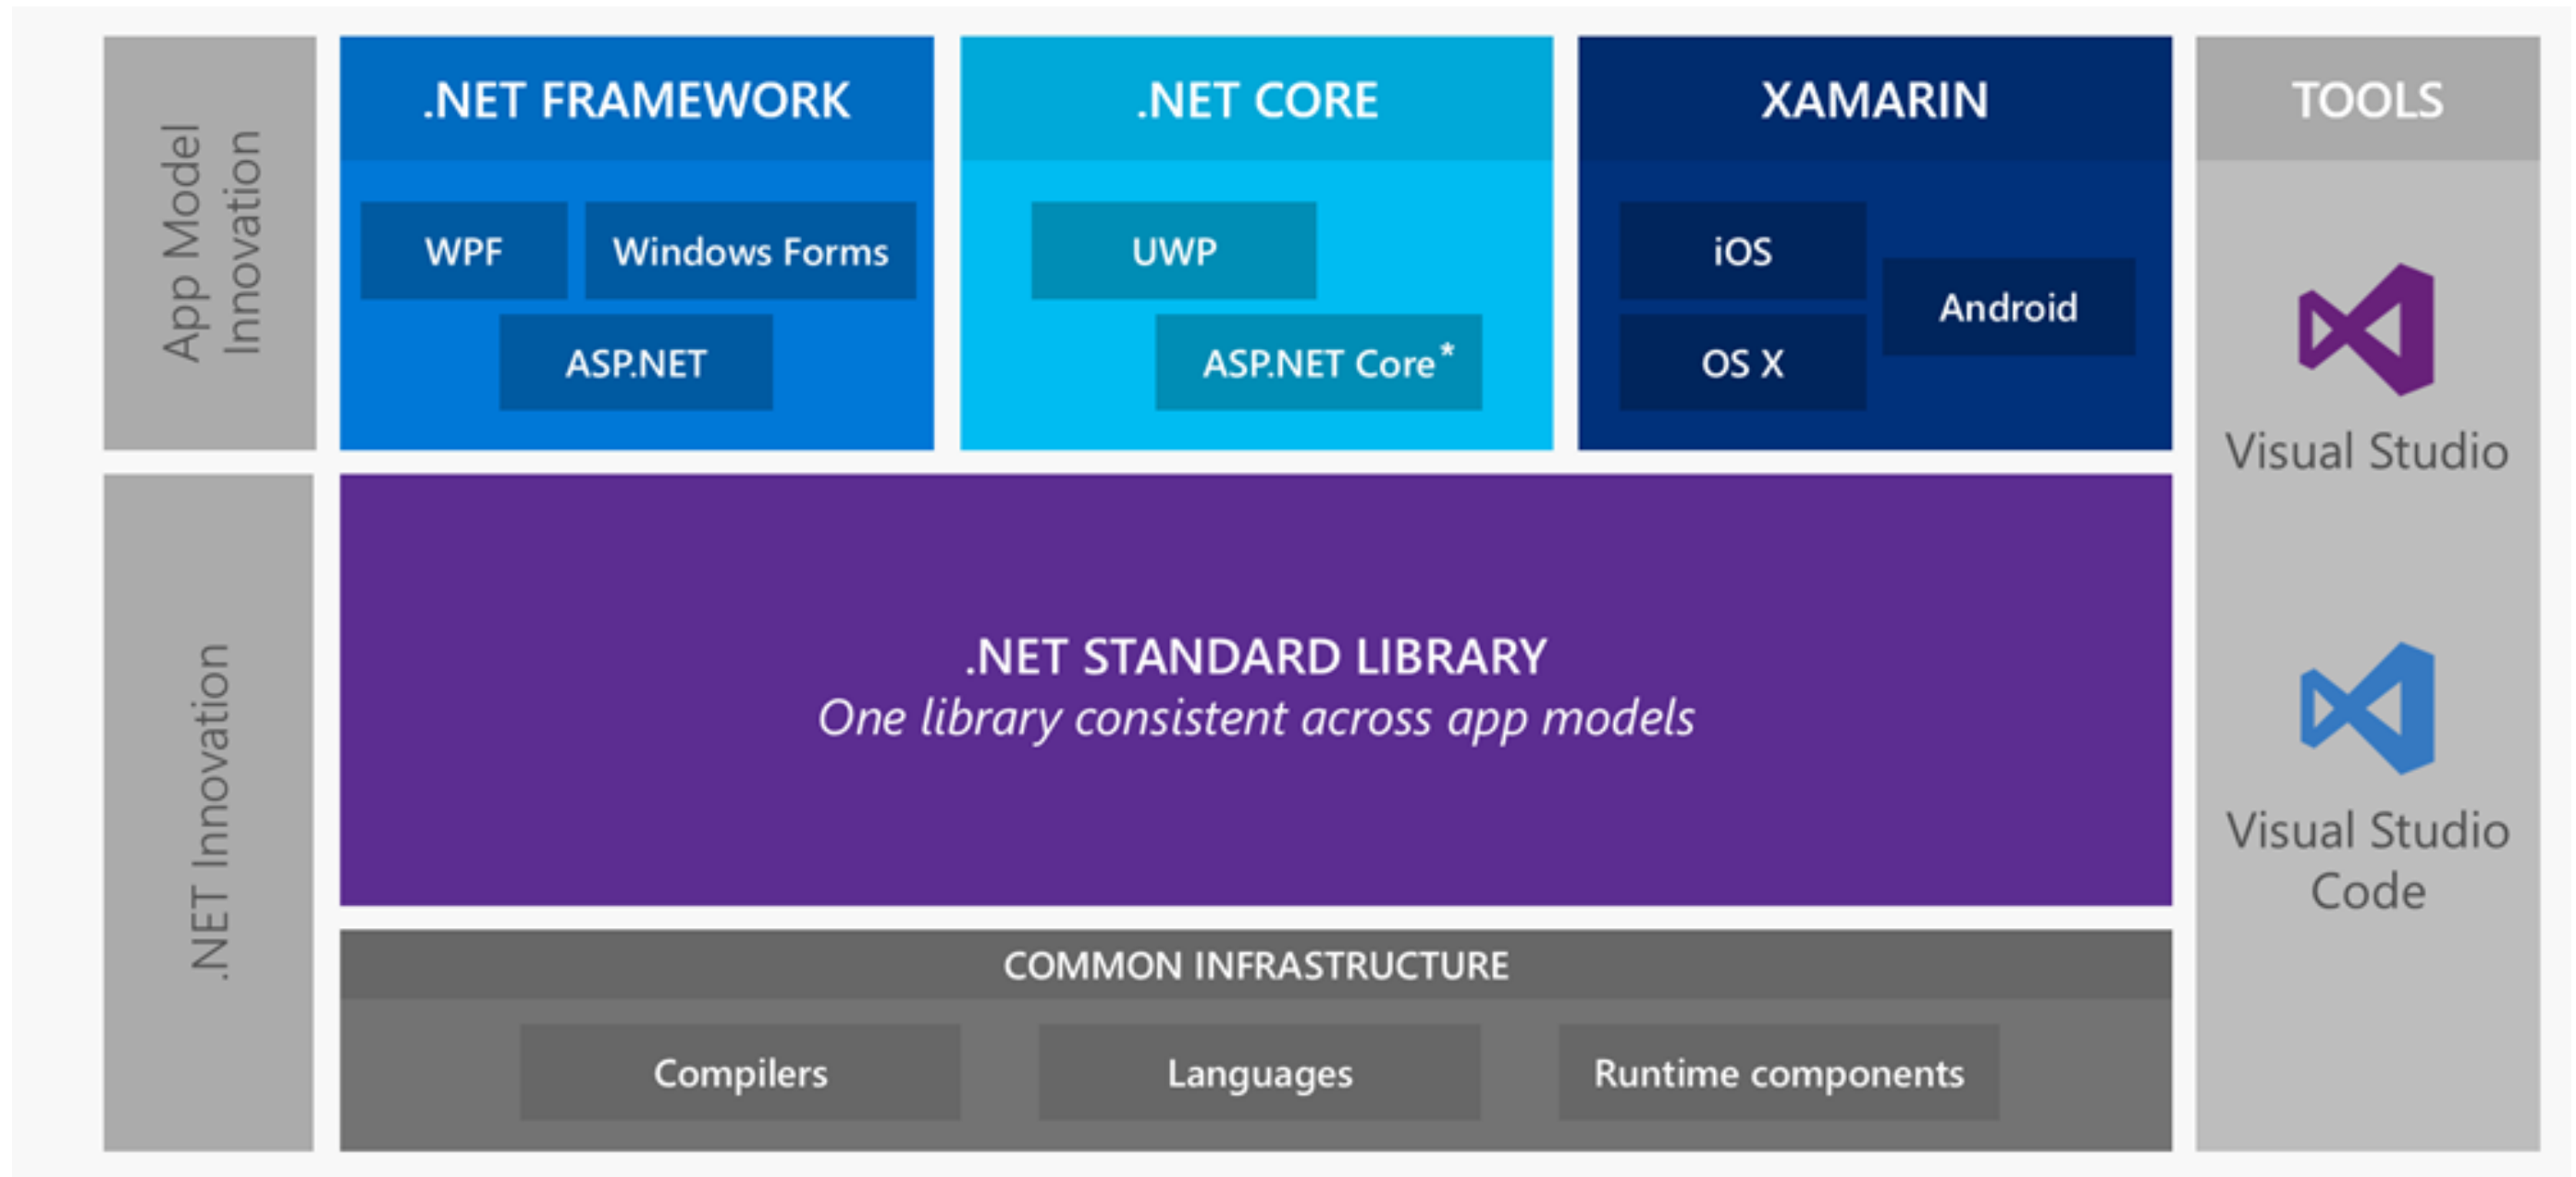 App Model
Innovation
.NET FRAMEWORK
WPF
Windows Forms
ASP.NET
.NET CORE
UWP
ASP.NET Core*
XAMARIN
iOS
Android
OS X
TOOLS
Visual Studio
Visual Studio
Code
.NET Innovation
.NET STANDARD LIBRARY
One library consistent across app models
COMMON INFRASTRUCTURE
Compilers
Languages
Runtime components